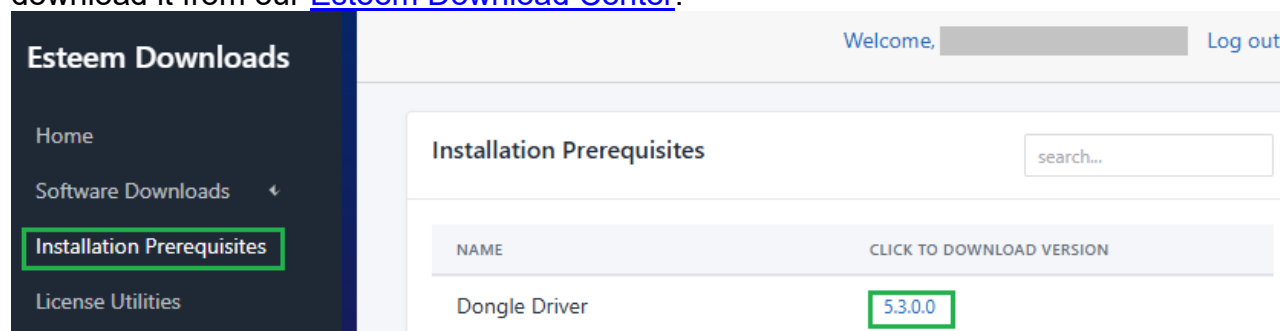 download it from our Esteem Download Center.
Esteem Downloads
Welcome,
Log out
Home
Software Downloads
Installation Prerequisites
License Utilities
Installation Prerequisites
search...
NAME
CLICK TO DOWNLOAD VERSION
Dongle Driver
5.3.0.0